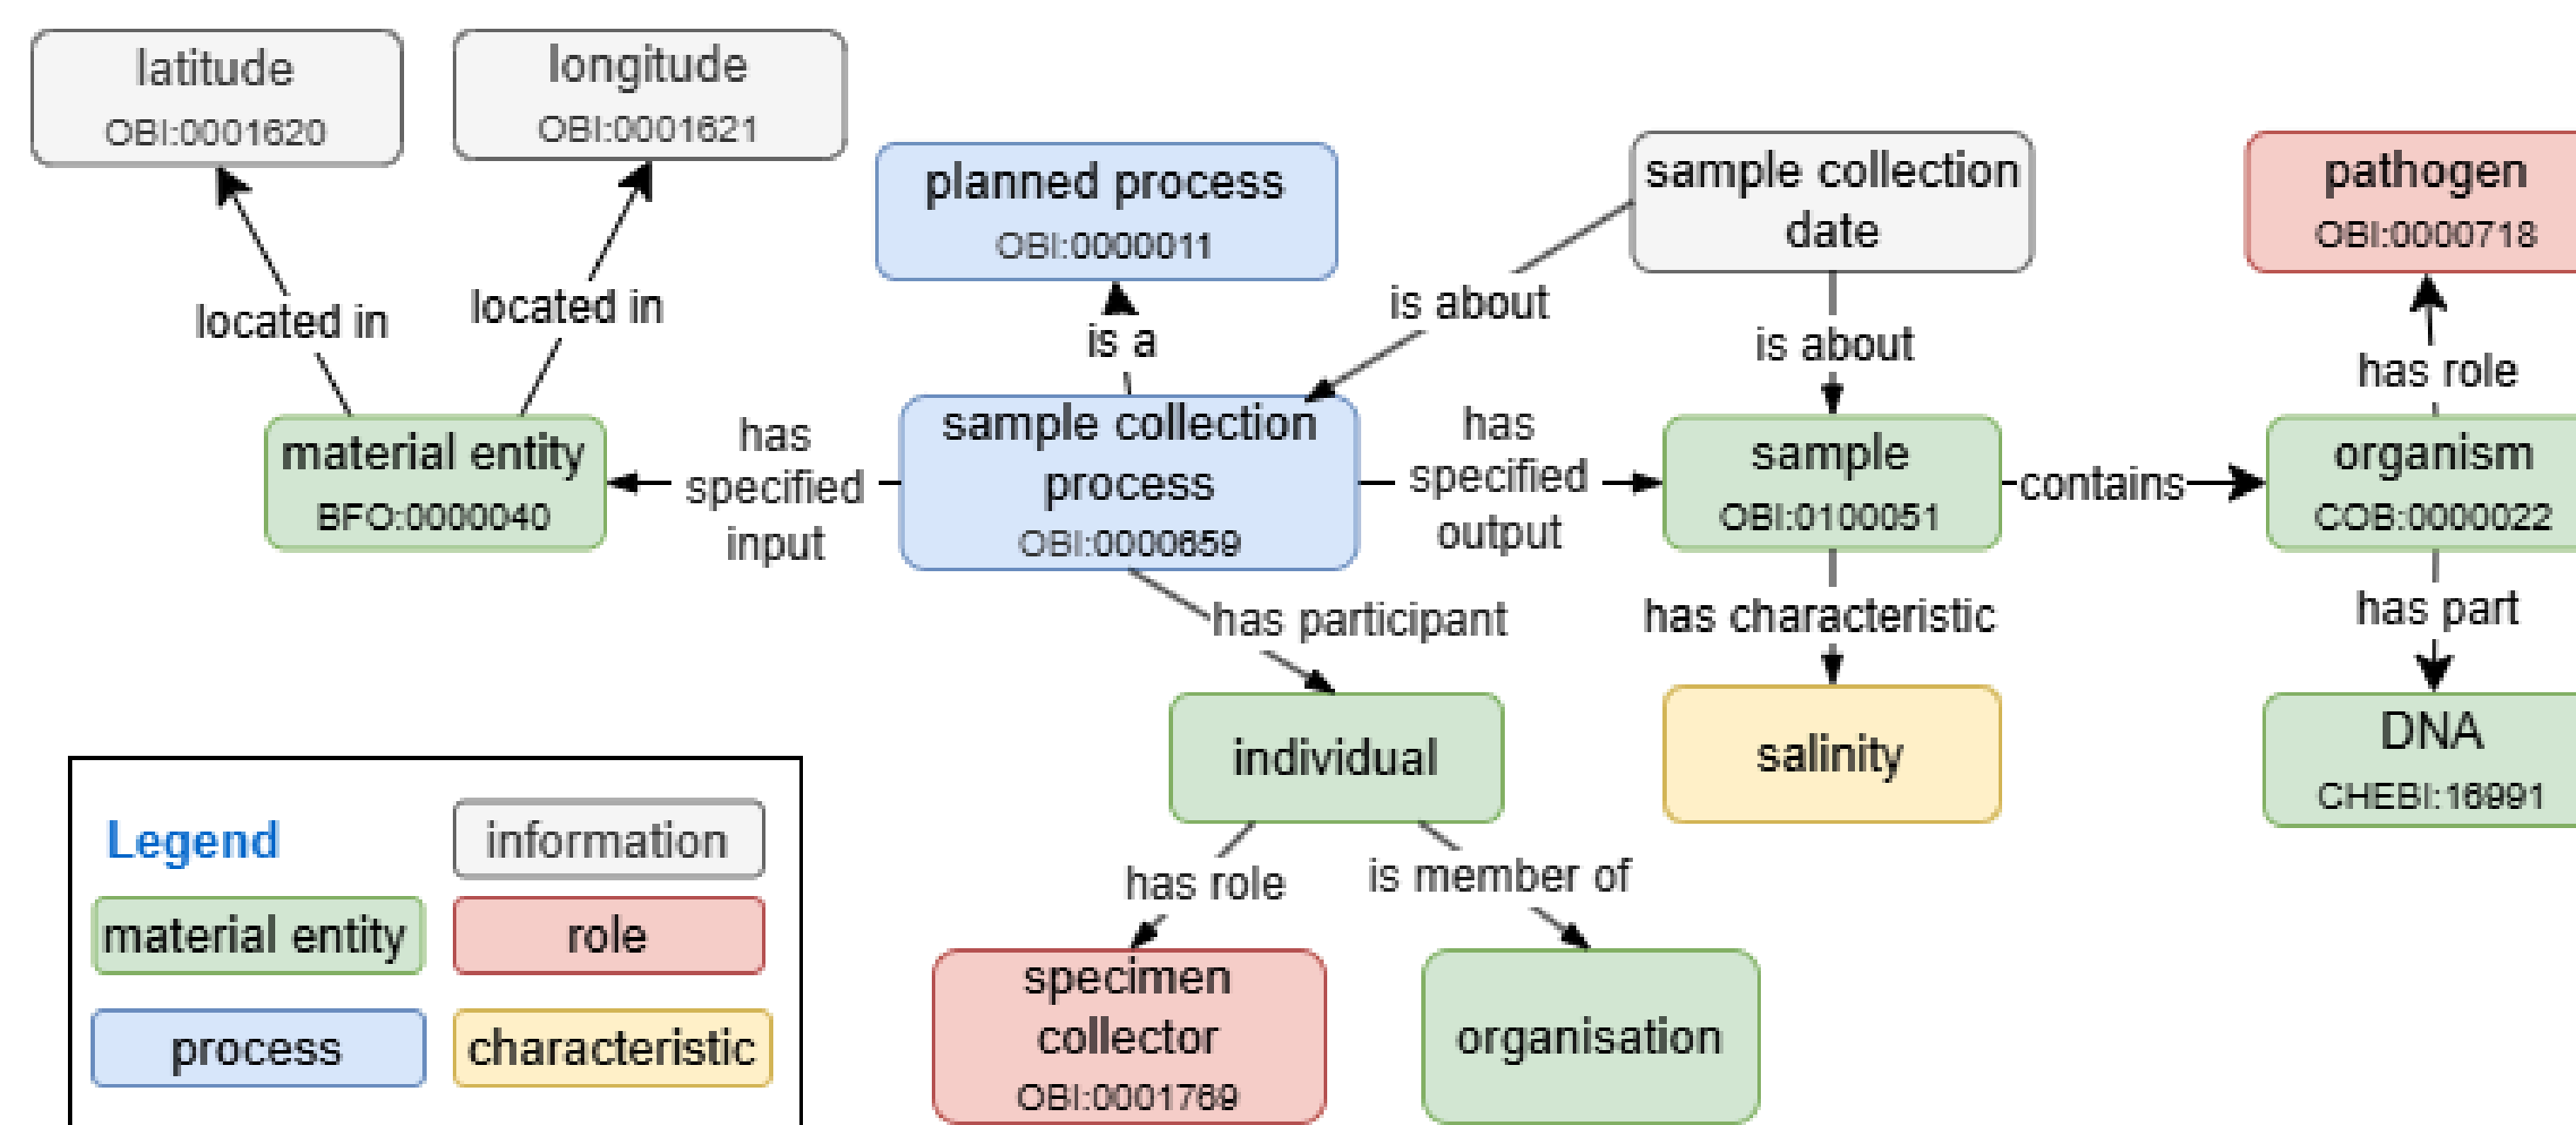 latitude
OBI:0001620
longitude
OBI:0001621
planned process
OBI:0000011
sample collection
date
pathogen
OBI:0000718
located in
located in
is a
is about
is about
has role
material entity
BFO:0000040
has
specified
input
sample collection
process
OBI:0000659
has
specified
output
sample
OBI:0100051
contains
organism
COB:0000022
has participant
has characteristic
has part
individual
salinity
DNA
CHEBI:16991
has role
is member of
specimen
collector
OBI:0001769
organisation
Legend
information
material entity
role
process
characteristic